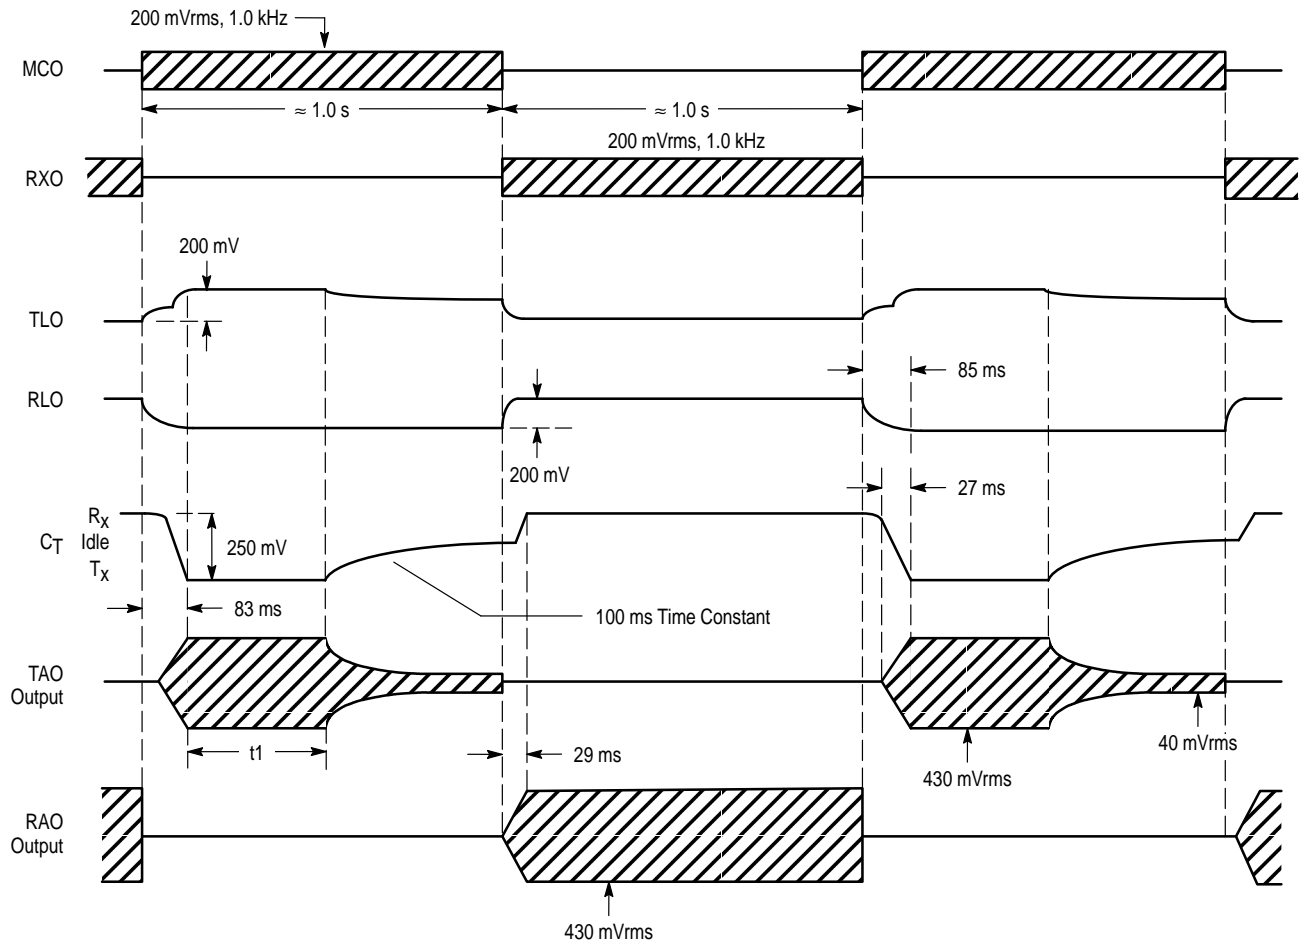 200 mVrms, 1.0 kHz
MCO
≈ 1.0 s
≈ 1.0 s
200 mVrms, 1.0 kHz
RXO
200 mV
TLO
85 ms
RLO
200 mV
27 ms
RX
CT Idle
TX
250 mV
83 ms
100 ms Time Constant
TAO
Output
t1
29 ms
40 mVrms
430 mVrms
RAO
Output
430 mVrms